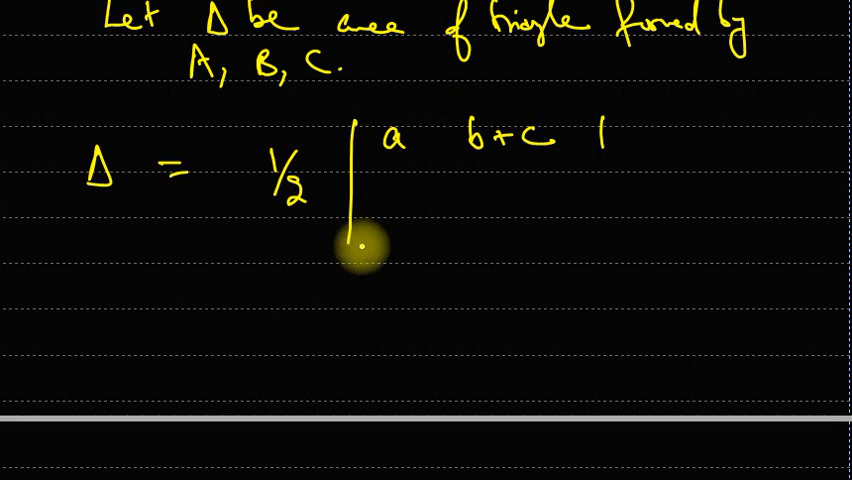 Let Δ be area of triangle formed by
A, B, C.
Δ = 1/2 | a b+c 1